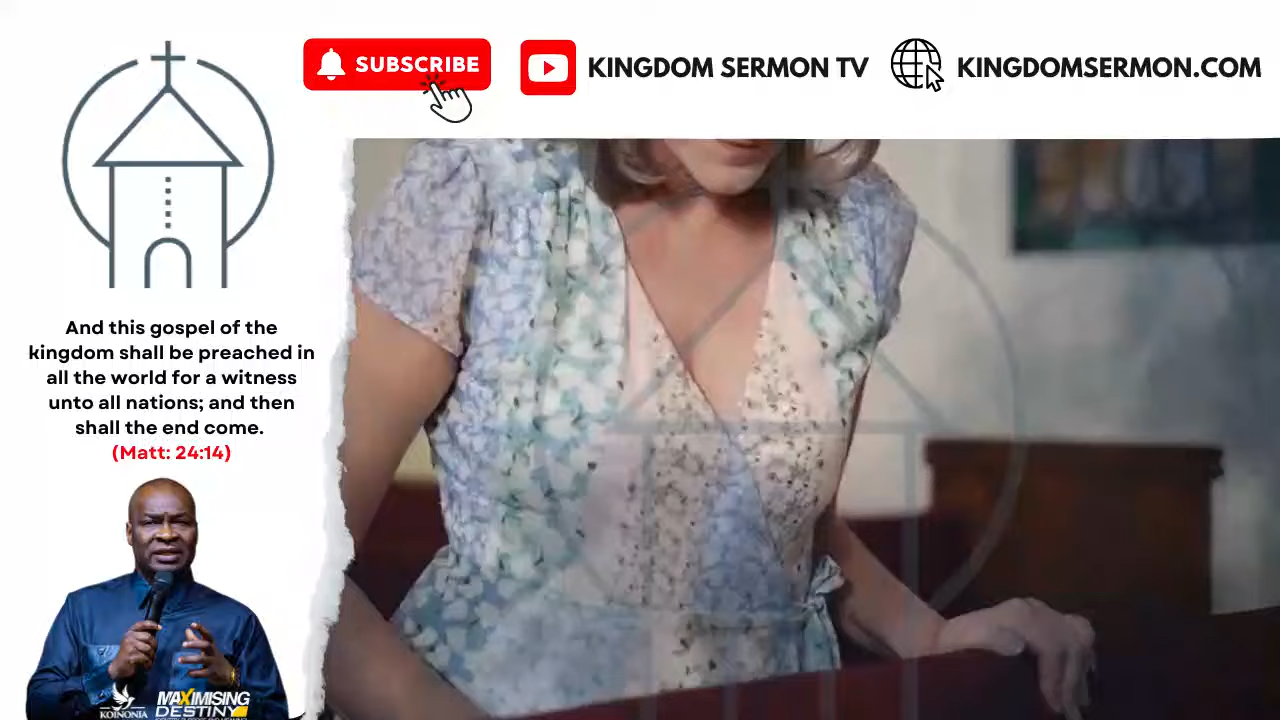 SUBSCRIBE
KINGDOM SERMON TV
KINGDOMSERMON.COM
And this gospel of the
kingdom shall be preached in
all the world for a witness
unto all nations; and then
shall the end come.
(Matt: 24:14)
KOINONIA
MAXIMISING
DESTINY